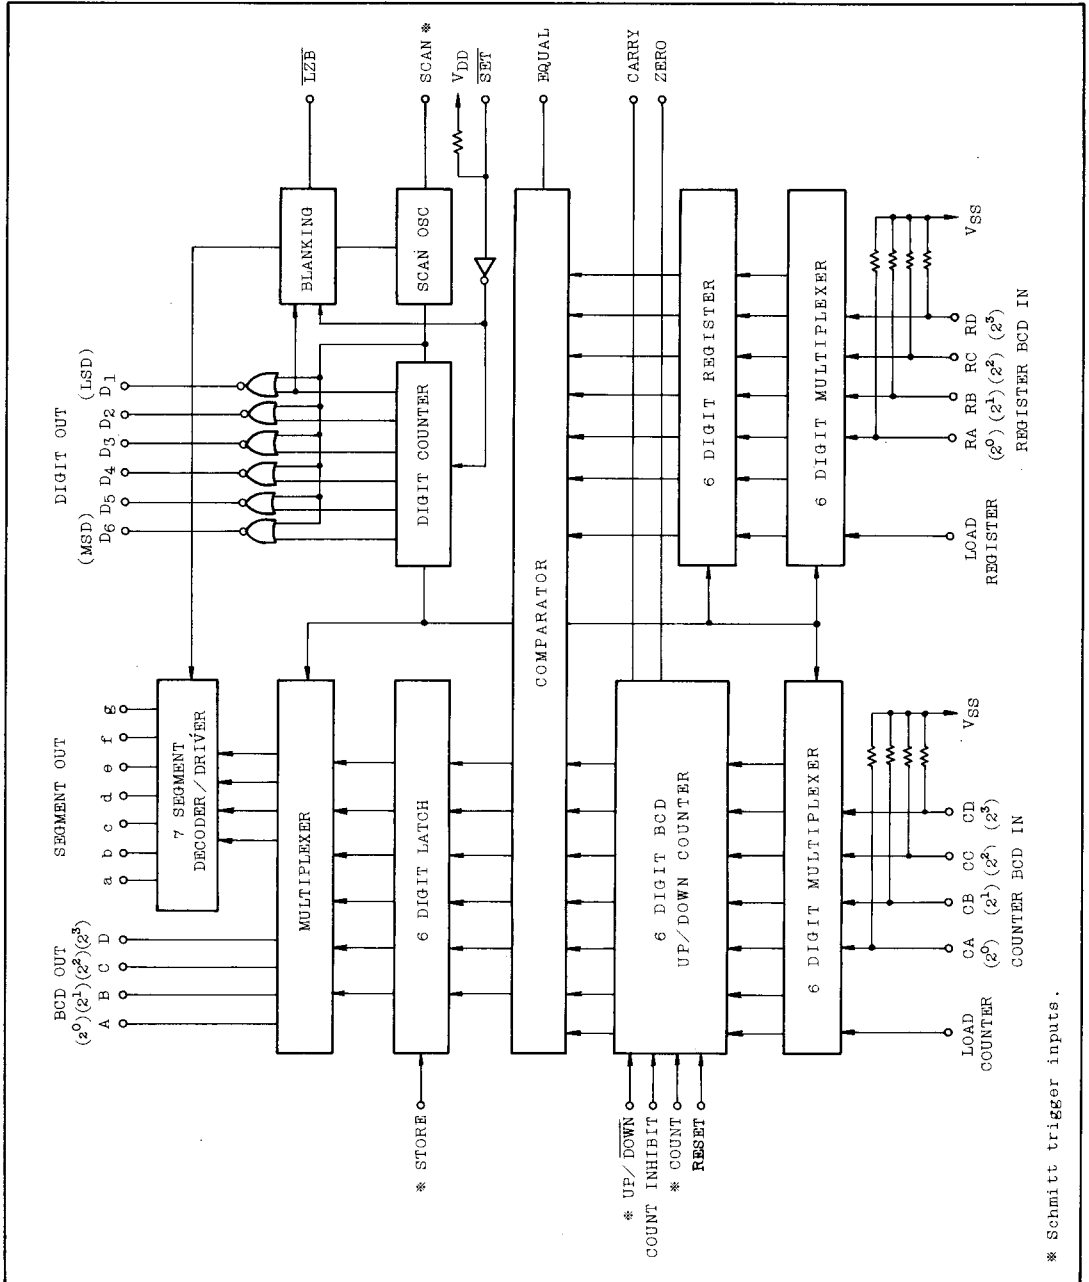 BCD OUT
(2⁰)(2¹)(2²)(2³)
A B C D
SEGMENT OUT
a b c d e f g
DIGIT OUT
(MSD) (LSD)
D6 D5 D4 D3 D2 D1
7 SEGMENT
DECODER/DRIVER
BLANKING
L̅Z̅B̅
MULTIPLEXER
DIGIT COUNTER
SCAN OSC
SCAN ※
VDD
S̅E̅T̅
※ STORE
6 DIGIT LATCH
COMPARATOR
EQUAL
※ UP/D̅O̅W̅N̅
COUNT INHIBIT
※ COUNT
RESET
6 DIGIT BCD
UP/DOWN COUNTER
CARRY
ZERO
6 DIGIT REGISTER
6 DIGIT MULTIPLEXER
6 DIGIT MULTIPLEXER
VSS
VSS
LOAD
COUNTER
CA CB CC CD
(2⁰) (2¹) (2²) (2³)
COUNTER BCD IN
LOAD
REGISTER
RA RB RC RD
(2⁰) (2¹) (2²) (2³)
REGISTER BCD IN
※ Schmitt trigger inputs.